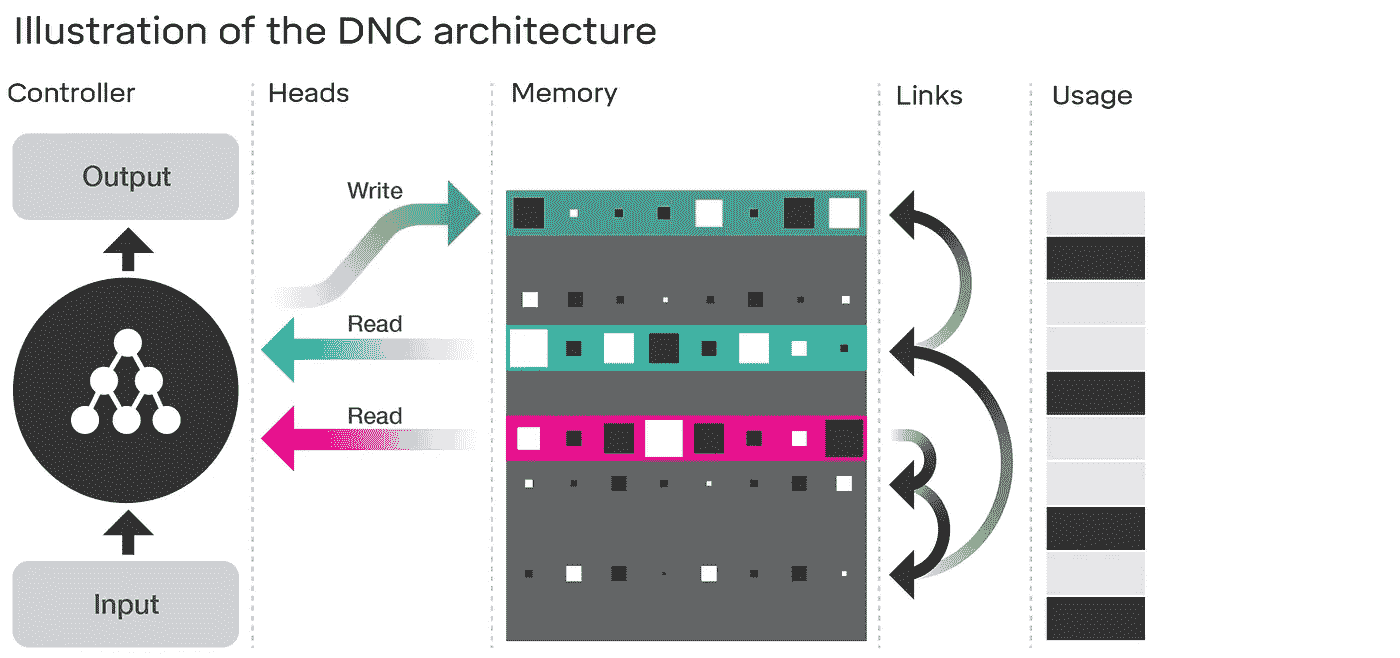 Illustration of the DNC architecture
Controller
Heads
Memory
Links
Usage
Output
Write
Read
Read
Input